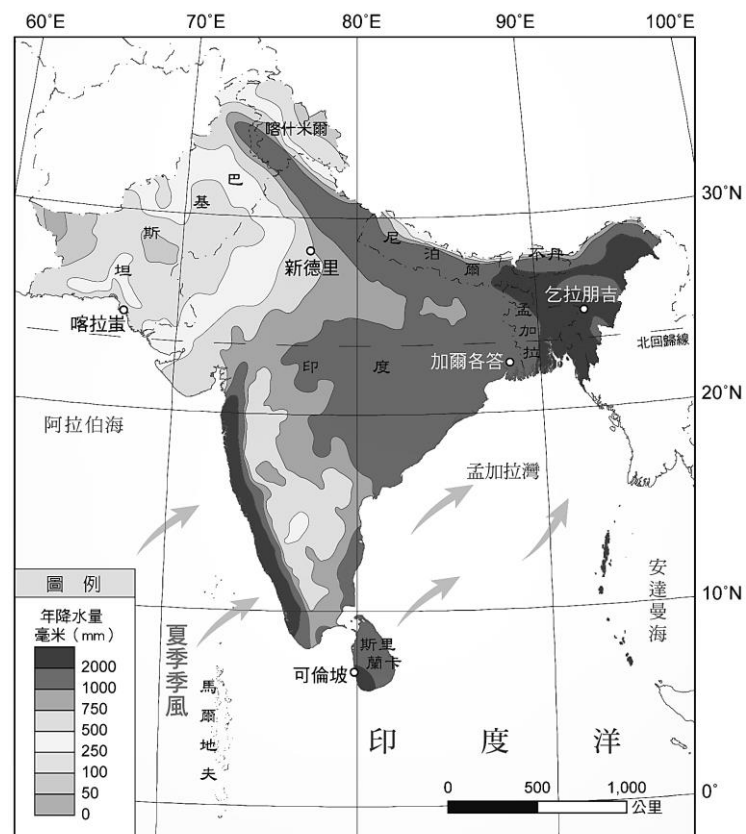 60°E 70°E 80°E 90°E 100°E
喀什米爾
巴基斯坦
30°N
尼泊爾
不丹
新德里
乞拉朋吉
喀拉蚩
孟加拉
北回歸線
印度
加爾各答
20°N
阿拉伯海
孟加拉灣
安達曼海
圖例
10°N
年降水量
毫米（mm）
夏季季風
斯里
蘭卡
2000
可倫坡
1000
馬爾地夫
750
500
印度洋
250
100
0 500 1,000
50
公里
0°
0